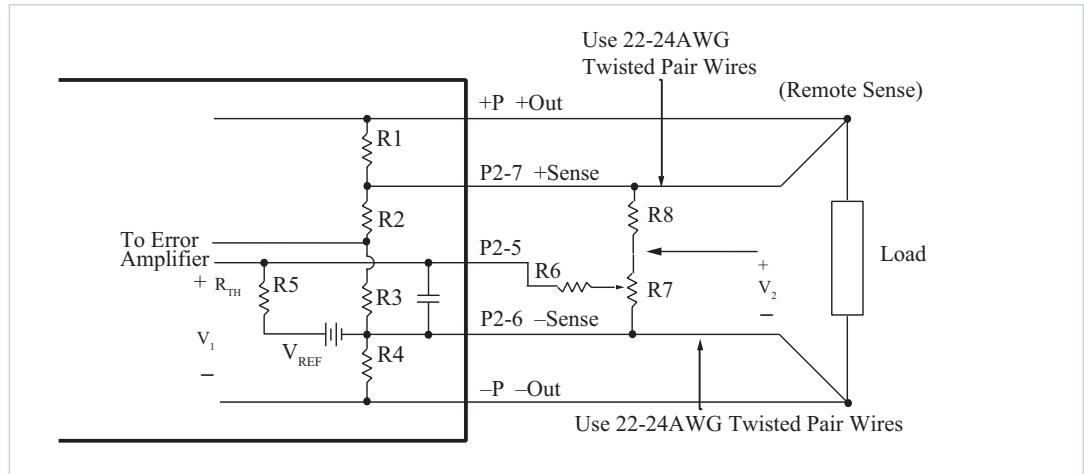 Use 22-24AWG
Twisted Pair Wires
(Remote Sense)
+P +Out
R1
P2-7 +Sense
R2
R8
To Error
Amplifier
P2-5
+
R_TH
R5
R6
R7
+
V_2
–
Load
R3
P2-6 –Sense
V_1
V_REF
R4
–
–P –Out
Use 22-24AWG Twisted Pair Wires